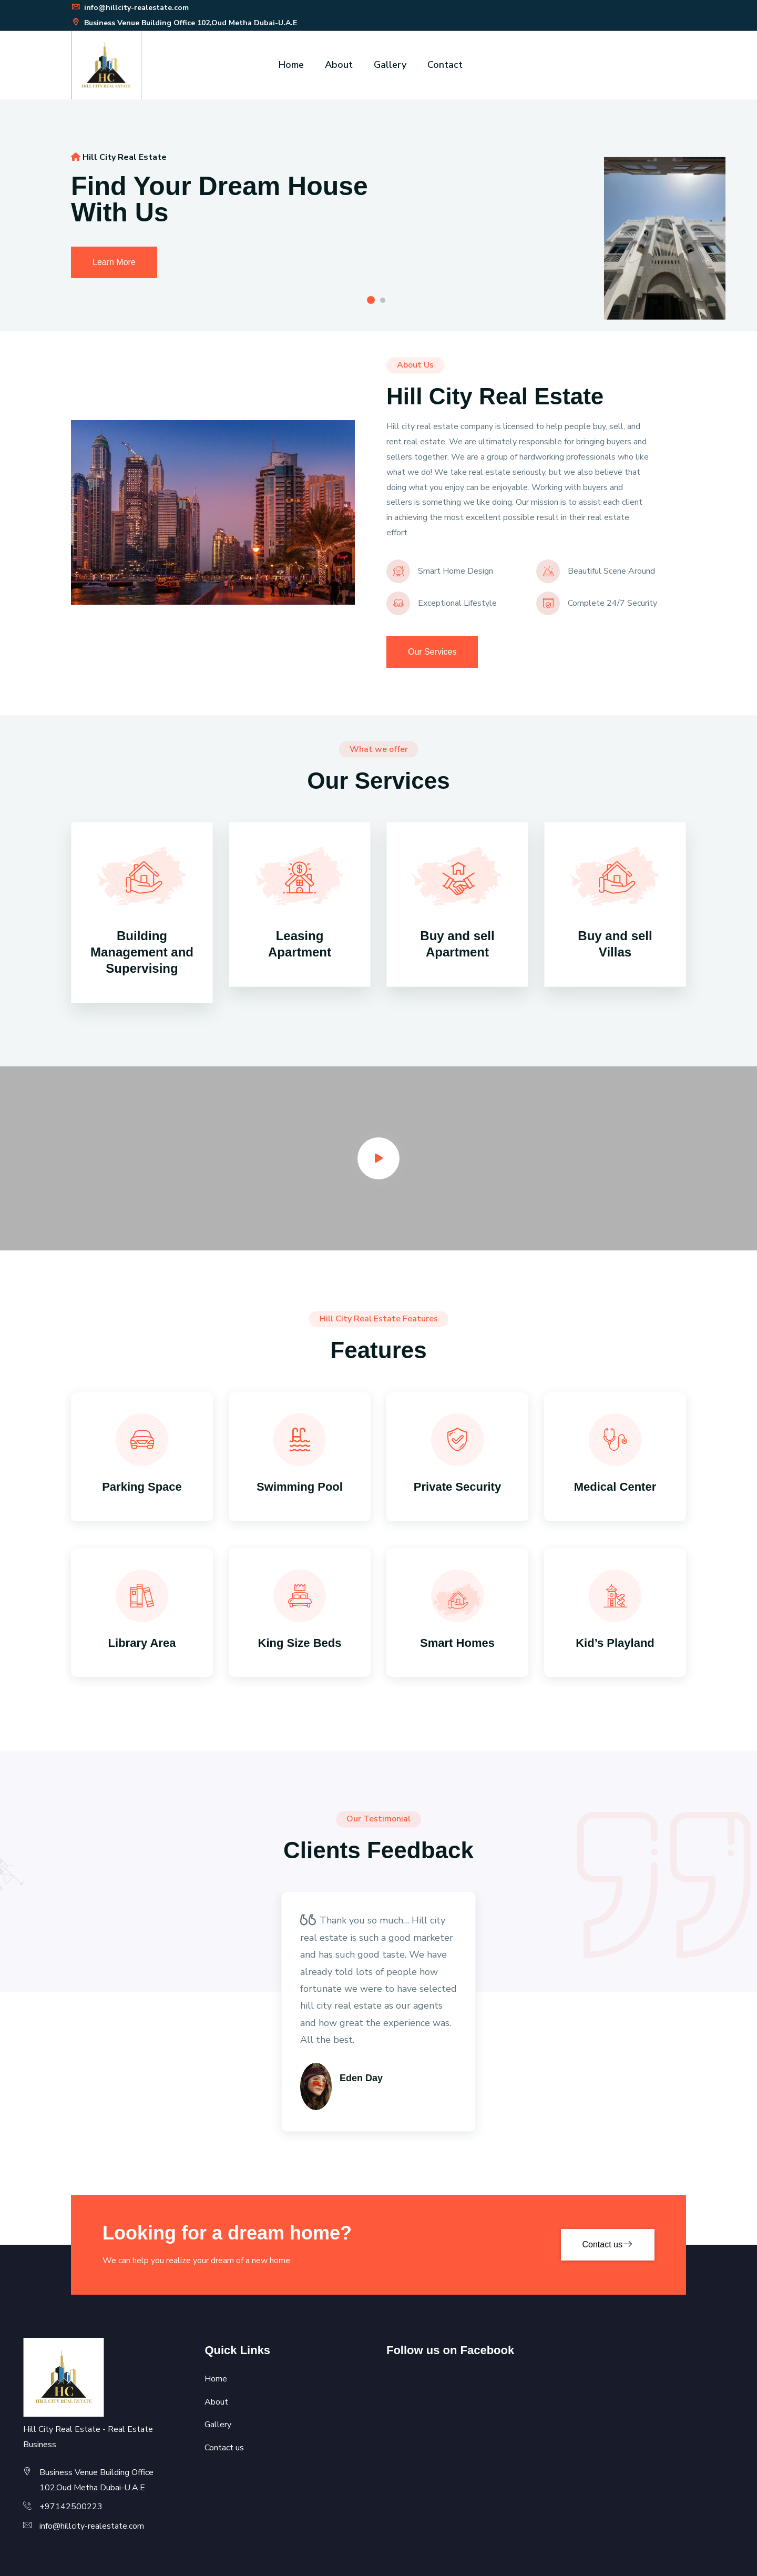 info@hillcity-realestate.com
Business Venue Building Office 102,Oud Metha Dubai-U.A.E
HC
HILL CITY REAL ESTATE
Home About Gallery Contact
Hill City Real Estate
Find Your Dream House
With Us
Learn More
About Us
Hill City Real Estate
Hill city real estate company is licensed to help people buy, sell, and
rent real estate. We are ultimately responsible for bringing buyers and
sellers together. We are a group of hardworking professionals who like
what we do! We take real estate seriously, but we also believe that
doing what you enjoy can be enjoyable. Working with buyers and
sellers is something we like doing. Our mission is to assist each client
in achieving the most excellent possible result in their real estate
effort.
Smart Home Design
Beautiful Scene Around
Exceptional Lifestyle
Complete 24/7 Security
Our Services
What we offer
Our Services
Building
Management and
Supervising
Leasing
Apartment
Buy and sell
Apartment
Buy and sell
Villas
Hill City Real Estate Features
Features
Parking Space
Swimming Pool
Private Security
Medical Center
Library Area
King Size Beds
Smart Homes
Kid’s Playland
Our Testimonial
Clients Feedback
Thank you so much… Hill city
real estate is such a good marketer
and has such good taste. We have
already told lots of people how
fortunate we were to have selected
hill city real estate as our agents
and how great the experience was.
All the best.
Eden Day
Looking for a dream home?
We can help you realize your dream of a new home
Contact us
HC
HILL CITY REAL ESTATE
Hill City Real Estate - Real Estate
Business
Business Venue Building Office
102,Oud Metha Dubai-U.A.E
+97142500223
info@hillcity-realestate.com
Quick Links
Home
About
Gallery
Contact us
Follow us on Facebook